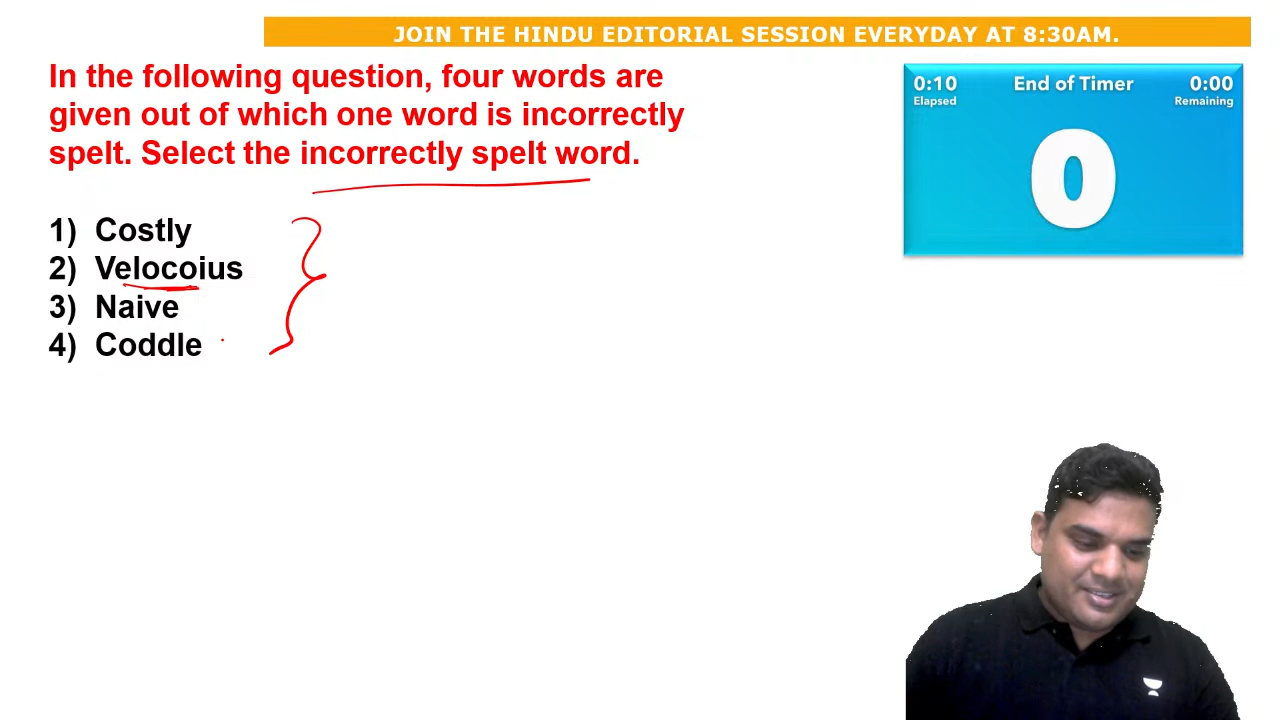 JOIN THE HINDU EDITORIAL SESSION EVERYDAY AT 8:30AM.
In the following question, four words are
given out of which one word is incorrectly
spelt. Select the incorrectly spelt word.
1) Costly
2) Velocoius
3) Naive
4) Coddle
0:10 End of Timer 0:00
Elapsed Remaining
0